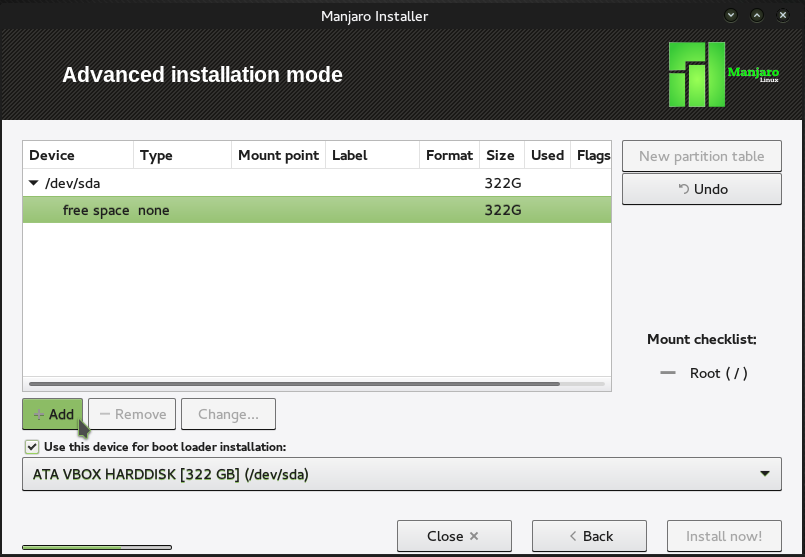 Manjaro Installer
Advanced installation mode
Manjaro
Linux
Device Type Mount point Label Format Size Used Flags
/dev/sda 322G
free space none 322G
New partition table
Undo
Mount checklist:
Root ( / )
Add Remove Change...
Use this device for boot loader installation:
ATA VBOX HARDDISK [322 GB] (/dev/sda)
Close Back Install now!